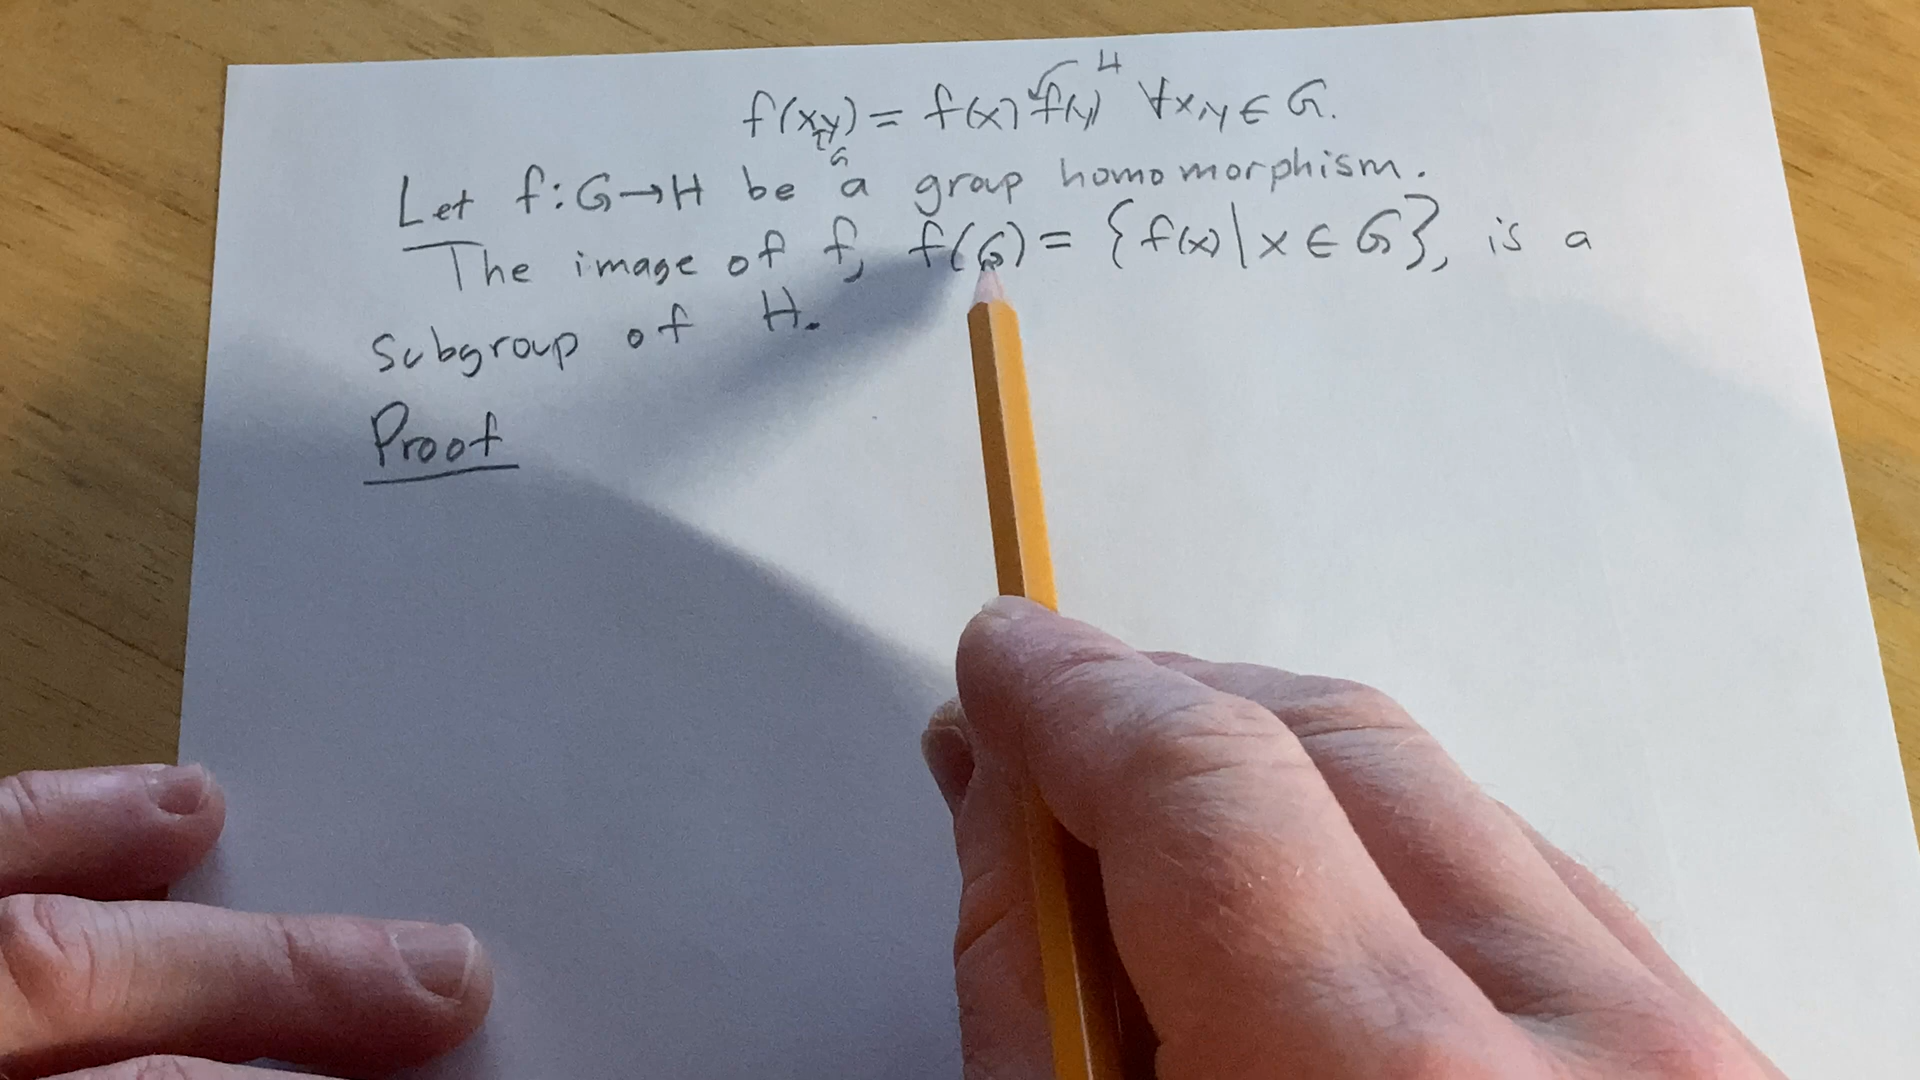 H
f(xy) = f(x) f(y) ∀x,y ∈ G.
G
Let f: G→H be a group homomorphism.
The image of f, f(G) = {f(x) | x ∈ G}, is a
subgroup of H.
Proof